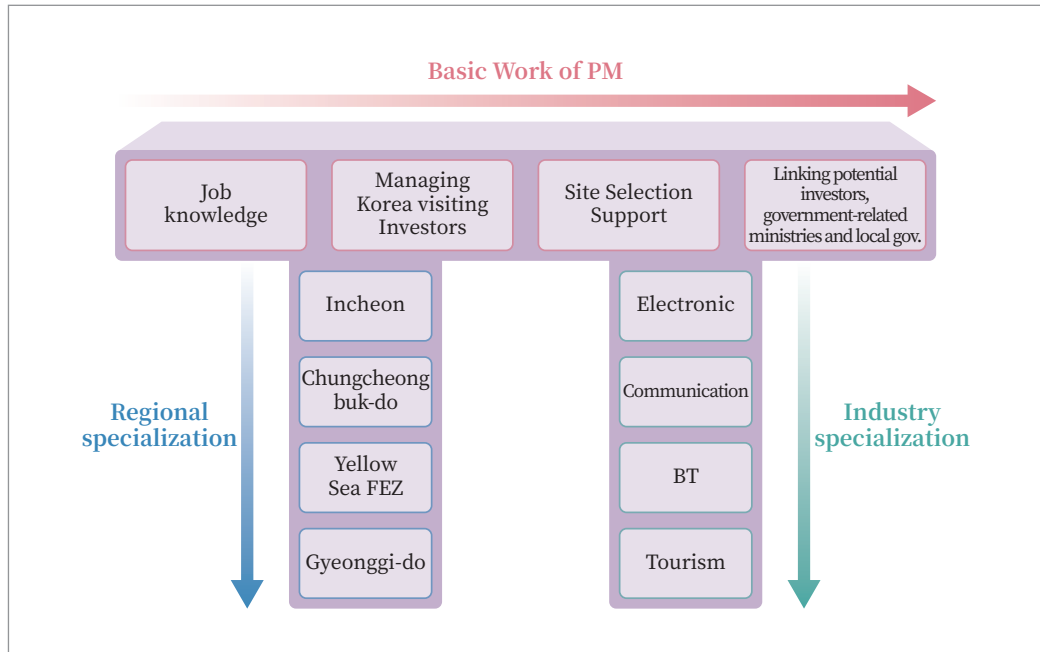 Basic Work of PM
Job
knowledge
Managing
Korea visiting
Investors
Site Selection
Support
Linking potential
investors,
government-related
ministries and local gov.
Regional
specialization
Incheon
Chungcheong
buk-do
Yellow
Sea FEZ
Gyeonggi-do
Electronic
Communication
BT
Tourism
Industry
specialization